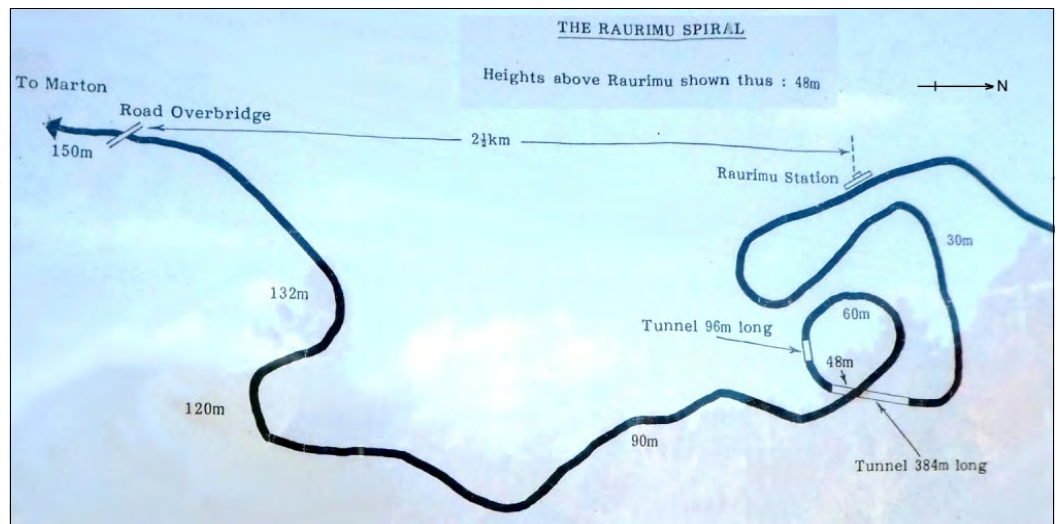 THE RAURIMU SPIRAL
Heights above Raurimu shown thus : 48m
N
To Marton
Road Overbridge
150m
2½km
Raurimu Station
30m
132m
60m
Tunnel 96m long
48m
120m
90m
Tunnel 384m long